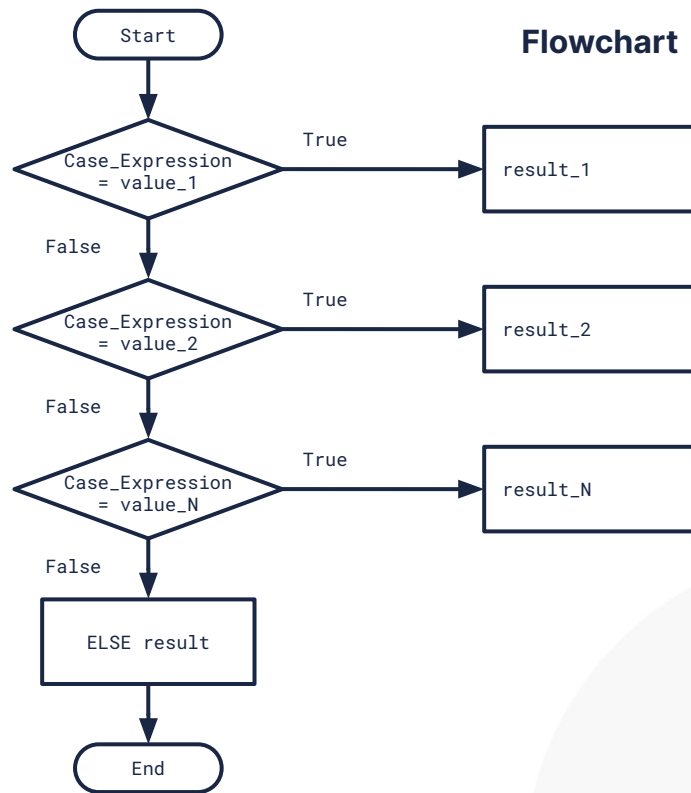 Start
Flowchart
Case_Expression
= value_1
True
result_1
False
Case_Expression
= value_2
True
result_2
False
Case_Expression
= value_N
True
result_N
False
ELSE result
End